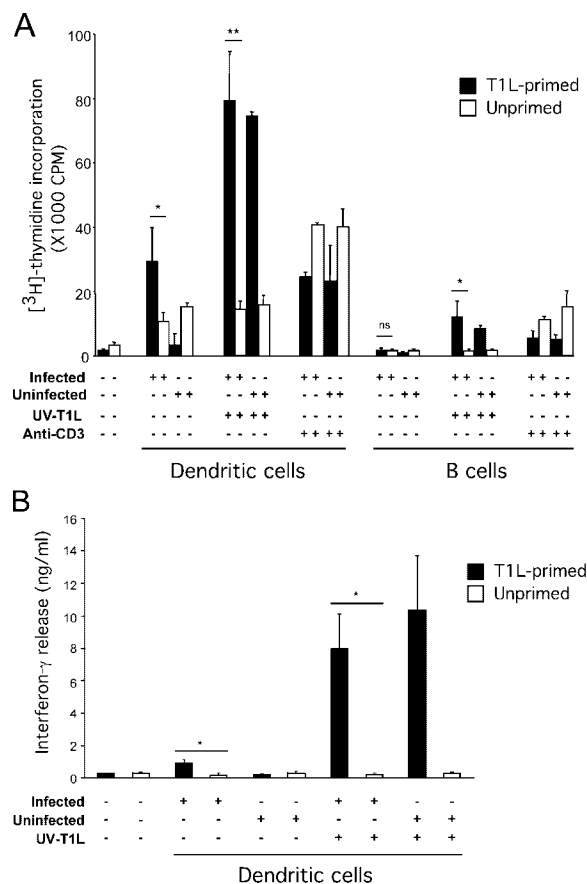 A
[³H]-thymidine incorporation
(X1000 CPM)
100
80
60
40
20
0
*
**
ns
*
T1L-primed
Unprimed
Infected - - + + - - + + - - + + - - + + - - + + - - + + - -
Uninfected - - - - + + - - + + - - + + - - + + - - + + - - + +
UV-T1L - - + + + + + + + +
Anti-CD3 - - + + + + + + + +
Dendritic cells
B cells
B
Interferon-γ release (ng/ml)
16
14
12
10
8
6
4
2
0
*
*
T1L-primed
Unprimed
Infected - - + + - - + + - -
Uninfected - - - - + + - - + +
UV-T1L - - + + + +
Dendritic cells